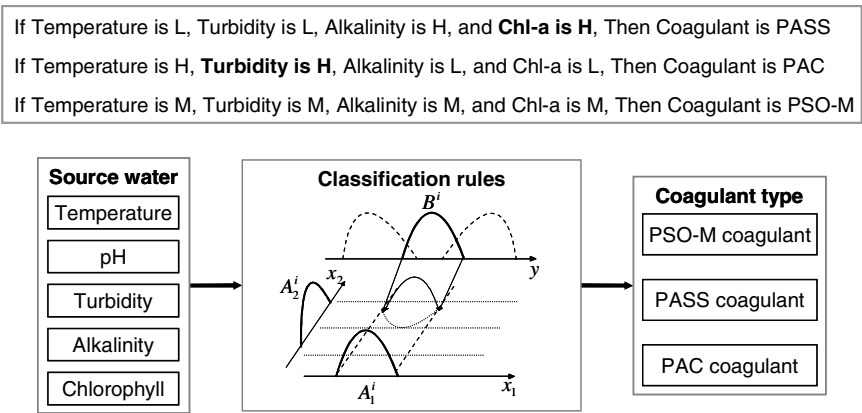 If Temperature is L, Turbidity is L, Alkalinity is H, and Chl-a is H, Then Coagulant is PASS
If Temperature is H, Turbidity is H, Alkalinity is L, and Chl-a is L, Then Coagulant is PAC
If Temperature is M, Turbidity is M, Alkalinity is M, and Chl-a is M, Then Coagulant is PSO-M
Source water
Temperature
pH
Turbidity
Alkalinity
Chlorophyll
Classification rules
B^i
y
x_2
A_2^i
A_1^i
x_1
Coagulant type
PSO-M coagulant
PASS coagulant
PAC coagulant